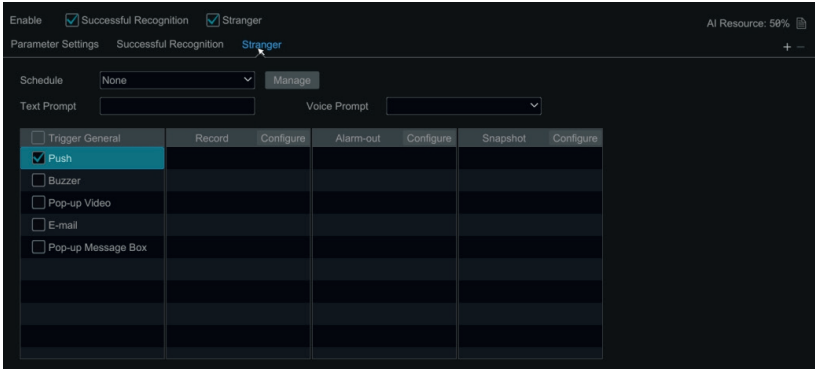 Enable Successful Recognition Stranger AI Resource: 50%
Parameter Settings Successful Recognition Stranger + −
Schedule None Manage
Text Prompt Voice Prompt
Trigger General Record Configure Alarm-out Configure Snapshot Configure
Push
Buzzer
Pop-up Video
E-mail
Pop-up Message Box